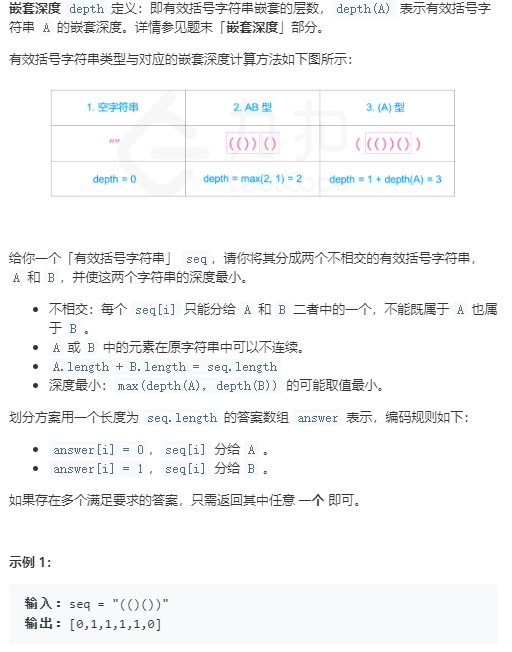 嵌套深度 depth 定义：即有效括号字符串嵌套的层数，depth(A) 表示有效括号字
符串 A 的嵌套深度。详情参见题末「嵌套深度」部分。
有效括号字符串类型与对应的嵌套深度计算方法如下图所示：
1. 空字符串 2. AB 型 3. (A) 型
"" (()) () ( (())() )
depth = 0 depth = max(2, 1) = 2 depth = 1 + depth(A) = 3
给你一个「有效括号字符串」 seq，请你将其分成两个不相交的有效括号字符串，
A 和 B，并使这两个字符串的深度最小。
不相交：每个 seq[i] 只能分给 A 和 B 二者中的一个，不能既属于 A 也属
于 B 。
A 或 B 中的元素在原字符串中可以不连续。
A.length + B.length = seq.length
深度最小：max(depth(A), depth(B)) 的可能取值最小。
划分方案用一个长度为 seq.length 的答案数组 answer 表示，编码规则如下：
answer[i] = 0，seq[i] 分给 A 。
answer[i] = 1，seq[i] 分给 B 。
如果存在多个满足要求的答案，只需返回其中任意 一个 即可。
示例 1：
输入：seq = "(()())"
输出：[0,1,1,1,1,0]